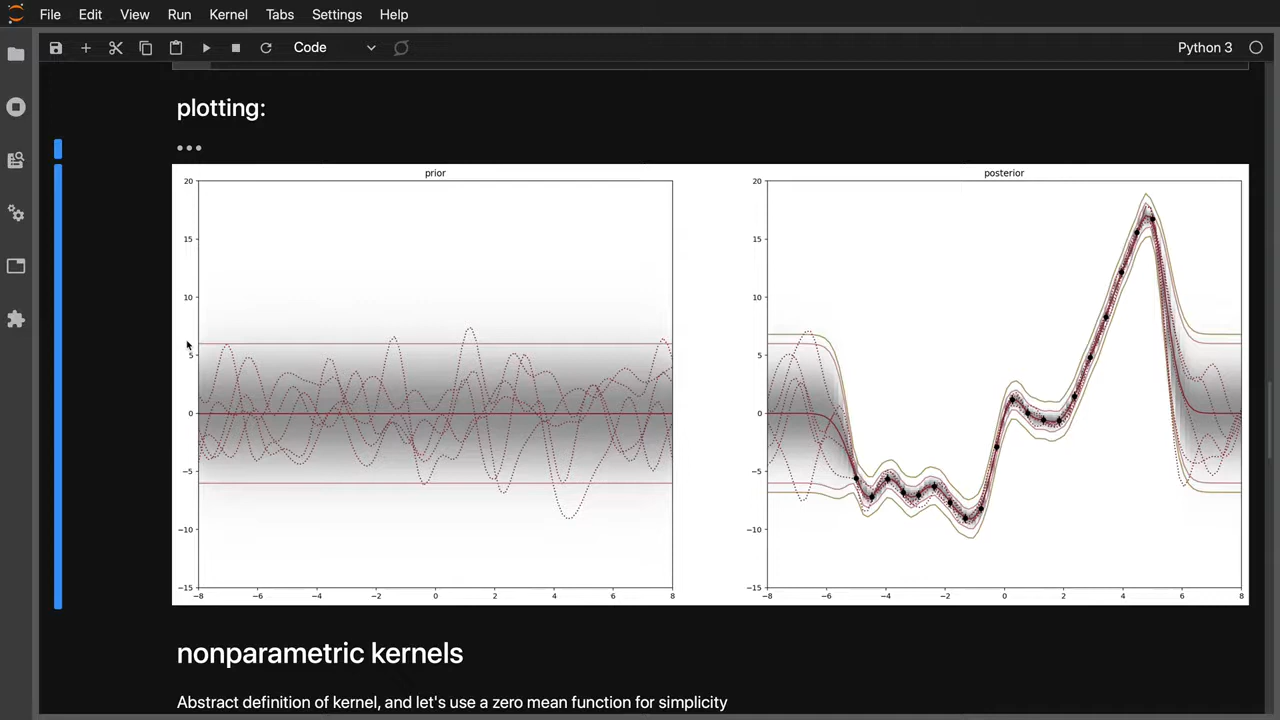 File Edit View Run Kernel Tabs Settings Help
Code Python 3
plotting:
prior
20
15
10
5
0
−5
−10
−15
−8 −6 −4 −2 0 2 4 6 8
posterior
20
15
10
5
0
−5
−10
−15
−8 −6 −4 −2 0 2 4 6 8
nonparametric kernels
Abstract definition of kernel, and let's use a zero mean function for simplicity